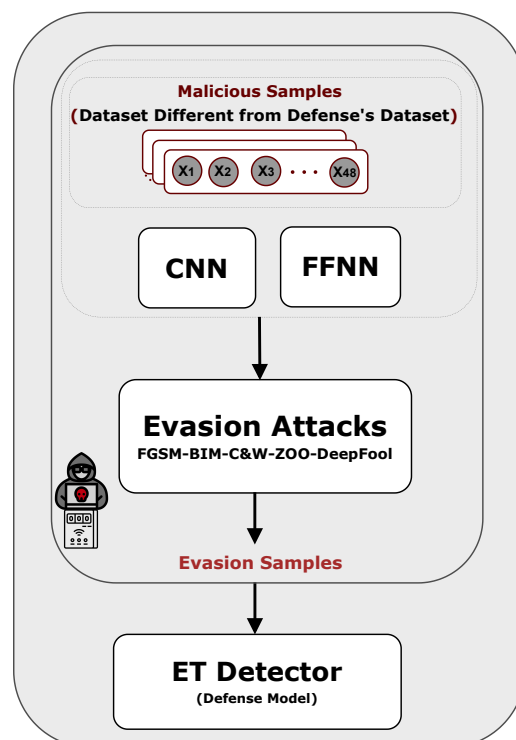 Malicious Samples
(Dataset Different from Defense's Dataset)
X1 X2 X3 ... X48
CNN
FFNN
Evasion Attacks
FGSM-BIM-C&W-ZOO-DeepFool
000
Evasion Samples
ET Detector
(Defense Model)